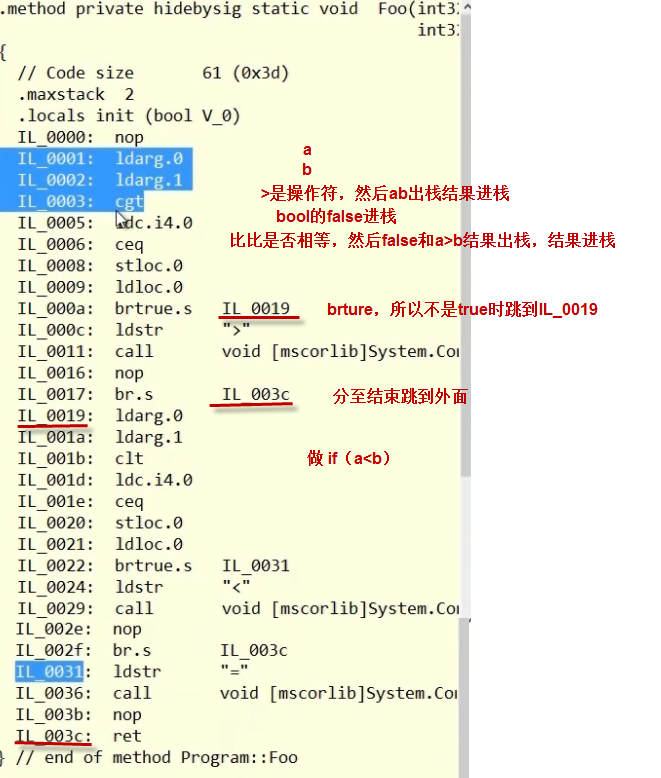 .method private hidebysig static void  Foo(int32
int32
{
// Code size       61 (0x3d)
.maxstack  2
.locals init (bool V_0)
IL_0000:  nop
IL_0001:  ldarg.0
a
IL_0002:  ldarg.1
b
IL_0003:  cgt
>是操作符，然后ab出栈结果进栈
IL_0005:  ldc.i4.0
bool的false进栈
IL_0006:  ceq
比比是否相等，然后false和a>b结果出栈，结果进栈
IL_0008:  stloc.0
IL_0009:  ldloc.0
IL_000a:  brtrue.s   IL_0019
brture，所以不是true时跳到IL_0019
IL_000c:  ldstr      ">"
IL_0011:  call       void [mscorlib]System.Con
IL_0016:  nop
IL_0017:  br.s       IL_003c
分至结束跳到外面
IL_0019:  ldarg.0
IL_001a:  ldarg.1
IL_001b:  clt
做 if（a<b）
IL_001d:  ldc.i4.0
IL_001e:  ceq
IL_0020:  stloc.0
IL_0021:  ldloc.0
IL_0022:  brtrue.s   IL_0031
IL_0024:  ldstr      "<"
IL_0029:  call       void [mscorlib]System.Con
IL_002e:  nop
IL_002f:  br.s       IL_003c
IL_0031:  ldstr      "="
IL_0036:  call       void [mscorlib]System.Con
IL_003b:  nop
IL_003c:  ret
} // end of method Program::Foo